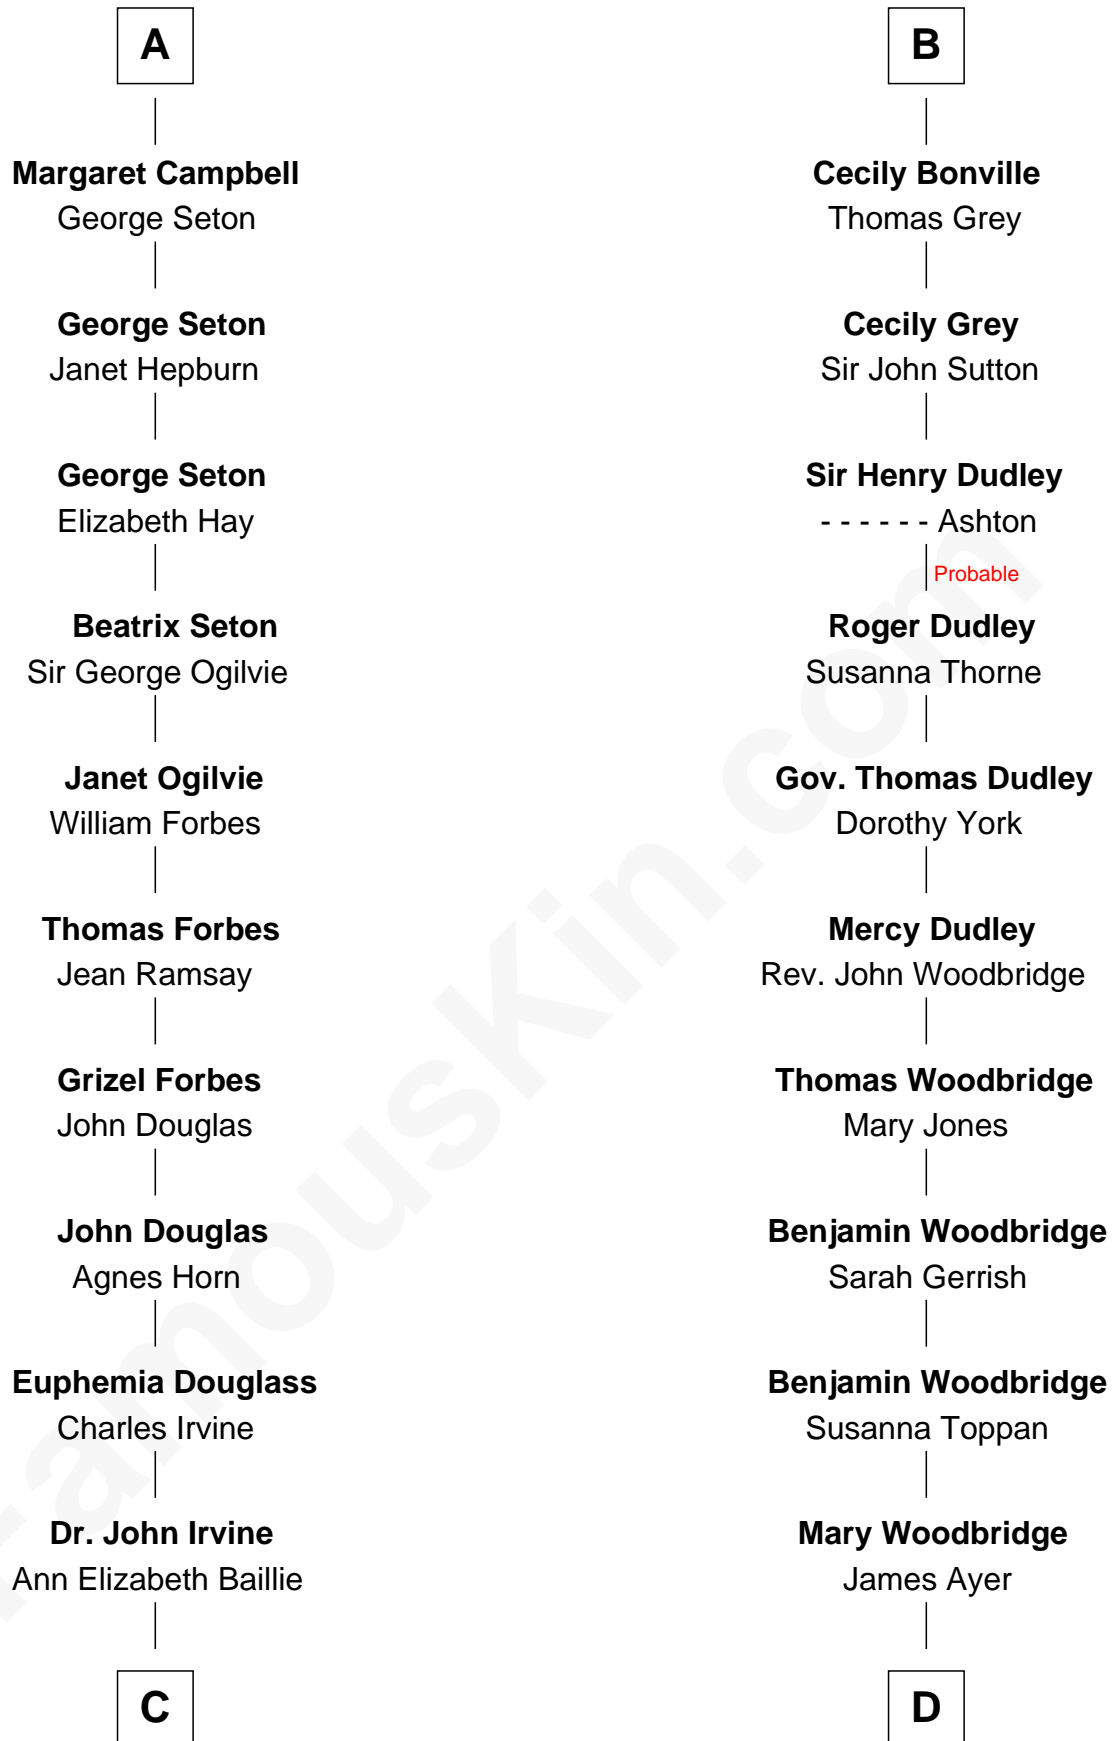 A
Margaret Campbell
George Seton
George Seton
Janet Hepburn
George Seton
Elizabeth Hay
Beatrix Seton
Sir George Ogilvie
Janet Ogilvie
William Forbes
Thomas Forbes
Jean Ramsay
Grizel Forbes
John Douglas
John Douglas
Agnes Horn
Euphemia Douglass
Charles Irvine
Dr. John Irvine
Ann Elizabeth Baillie
C
B
Cecily Bonville
Thomas Grey
Cecily Grey
Sir John Sutton
Sir Henry Dudley
- - - - - - Ashton
Probable
Roger Dudley
Susanna Thorne
Gov. Thomas Dudley
Dorothy York
Mercy Dudley
Rev. John Woodbridge
Thomas Woodbridge
Mary Jones
Benjamin Woodbridge
Sarah Gerrish
Benjamin Woodbridge
Susanna Toppan
Mary Woodbridge
James Ayer
D
FamousKin.com